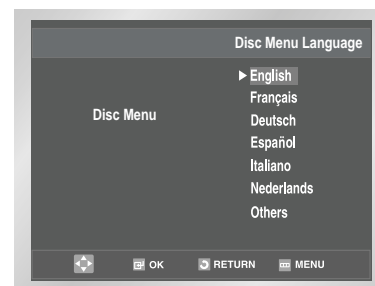 Disc Menu Language
English
Français
Disc Menu
Deutsch
Español
Italiano
Nederlands
Others
OK RETURN MENU